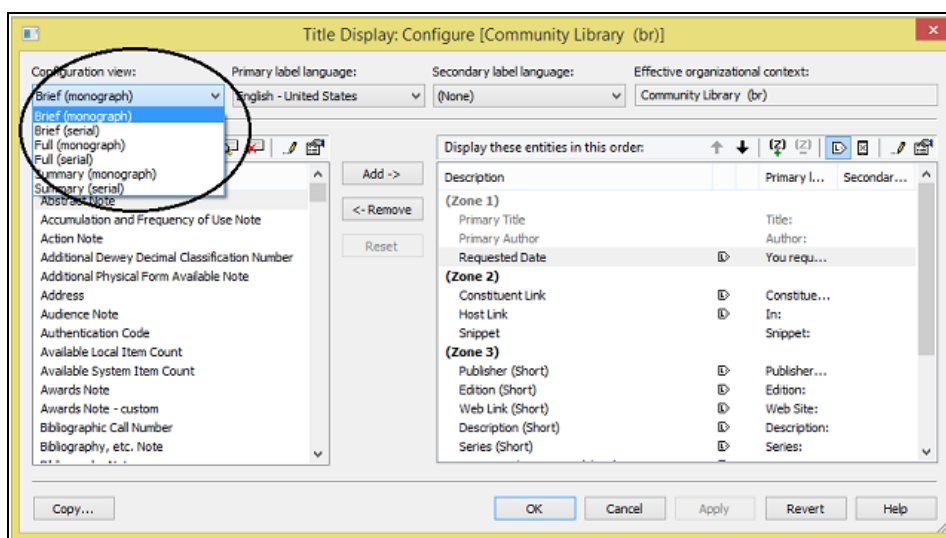 Title Display: Configure [Community Library (br)]
Configuration view:
Primary label language:
Secondary label language:
Effective organizational context:
Brief (monograph)
English - United States
(None)
Community Library (br)
Brief (monograph)
Brief (serial)
Full (monograph)
Full (serial)
Summary (monograph)
Summary (serial)
Abstract Note
Accumulation and Frequency of Use Note
Action Note
Additional Dewey Decimal Classification Number
Additional Physical Form Available Note
Address
Audience Note
Authentication Code
Available Local Item Count
Available System Item Count
Awards Note
Awards Note - custom
Bibliographic Call Number
Bibliography, etc. Note
Add ->
<- Remove
Reset
Display these entities in this order:
Description Primary l... Secondar...
(Zone 1)
Primary Title Title:
Primary Author Author:
Requested Date You requ...
(Zone 2)
Constituent Link Constitue...
Host Link In:
Snippet Snippet:
(Zone 3)
Publisher (Short) Publisher...
Edition (Short) Edition:
Web Link (Short) Web Site:
Description (Short) Description:
Series (Short) Series:
Copy...
OK
Cancel
Apply
Revert
Help